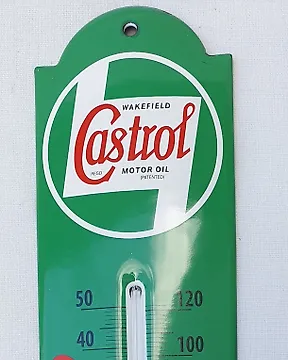 WAKEFIELD
Castrol
REGD
MOTOR OIL
(PATENTED)
50 120
40 100